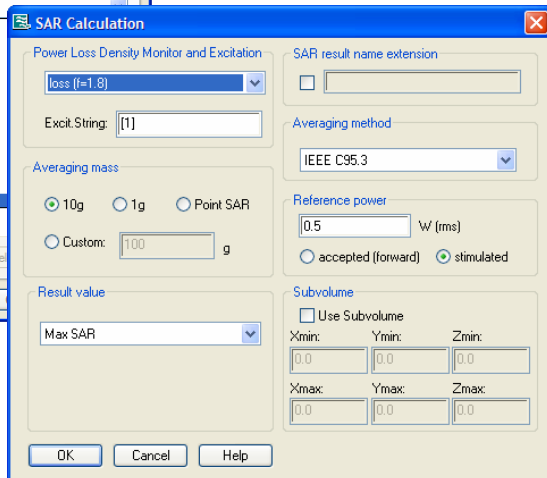 SAR Calculation
Power Loss Density Monitor and Excitation
loss (f=1.8)
Excit.String: [1]
SAR result name extension
Averaging method
IEEE C95.3
Averaging mass
10g 1g Point SAR
Custom: 100 g
Reference power
0.5 W (rms)
accepted (forward) stimulated
Result value
Max SAR
Subvolume
Use Subvolume
Xmin: Ymin: Zmin:
0.0 0.0 0.0
Xmax: Ymax: Zmax:
0.0 0.0 0.0
OK Cancel Help